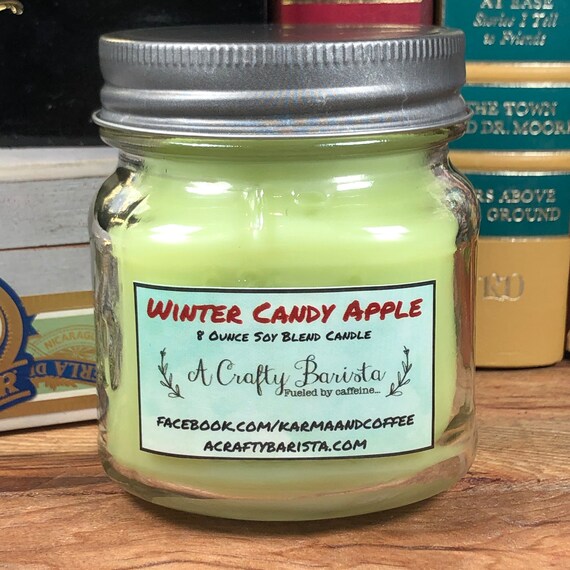 AT EASE
Stories I Tell
to Friends
THE TOWN
DR. MOORE
ABOVE
GROUND
WINTER CANDY APPLE
8 OUNCE SOY BLEND CANDLE
A Crafty Barista
Fueled by caffeine...
FACEBOOK.COM/KARMAANDCOFFEE
ACRAFTYBARISTA.COM